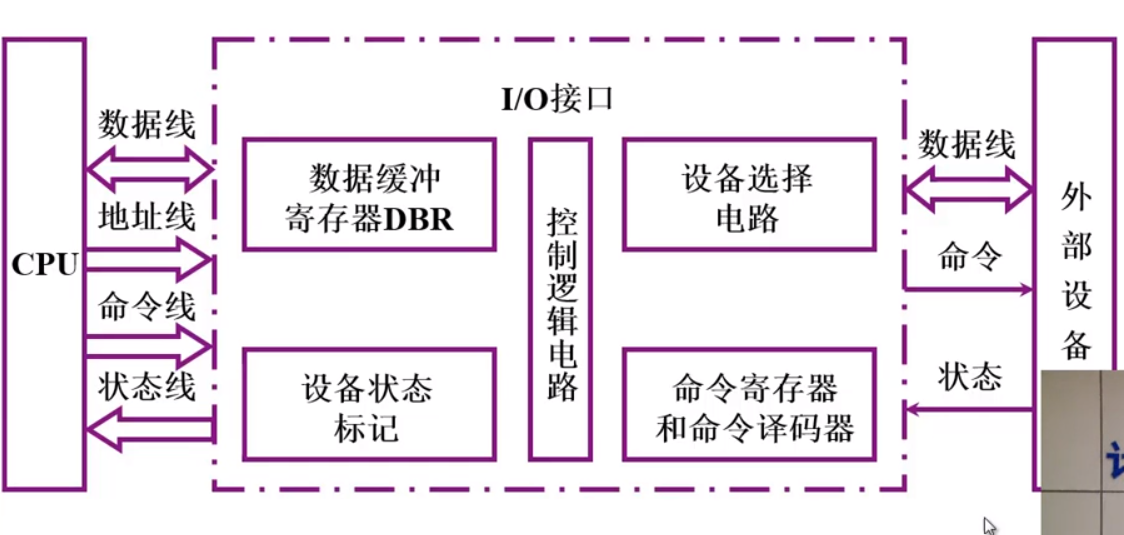 I/O接口
CPU
数据线
地址线
命令线
状态线
数据缓冲
寄存器DBR
设备状态
标记
控制逻辑电路
设备选择
电路
命令寄存器
和命令译码器
数据线
命令
状态
外部设备